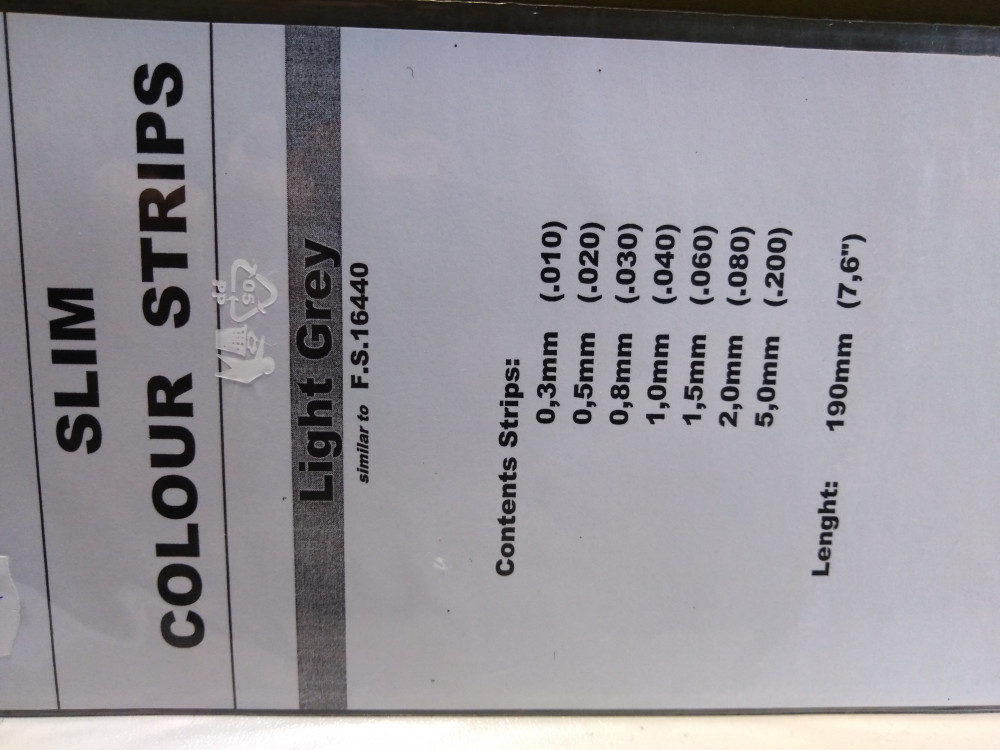 SLIM
COLOUR STRIPS
05
PP
Light Grey
similar to F.S.16440
Contents Strips:
0,3mm (.010)
0,5mm (.020)
0,8mm (.030)
1,0mm (.040)
1,5mm (.060)
2,0mm (.080)
5,0mm (.200)
Lenght: 190mm (7,6")